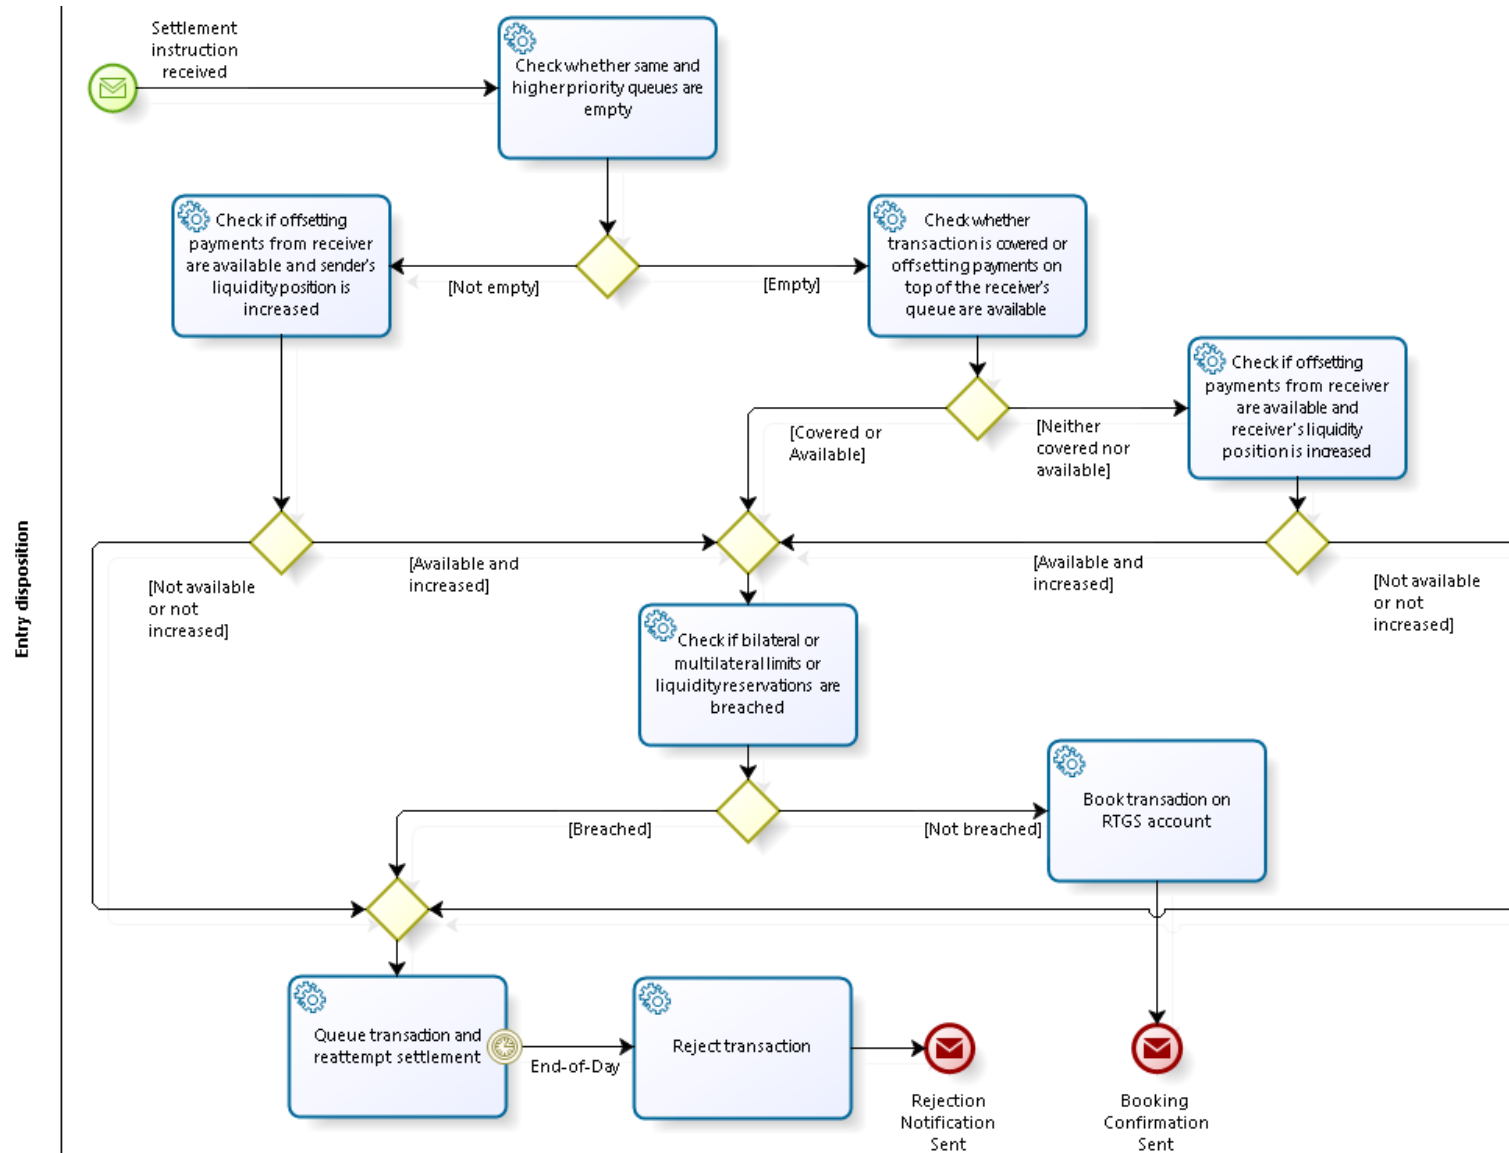 Settlement
instruction
received
Check whether same and
higher priority queues are
empty
Check if offsetting
payments from receiver
are available and sender's
liquidity position is
increased
[Not empty]
[Empty]
Check whether
transaction is covered or
offsetting payments on
top of the receiver's
queue are available
Check if offsetting
payments from receiver
are available and
receiver's liquidity
position is increased
[Covered or
Available]
[Neither
covered nor
available]
[Not available
or not
increased]
[Available and
increased]
[Available and
increased]
[Not available
or not
increased]
Entry disposition
Check if bilateral or
multilateral limits or
liquidity reservations are
breached
[Breached]
[Not breached]
Book transaction on
RTGS account
Queue transaction and
reattempt settlement
End-of-Day
Reject transaction
Rejection
Notification
Sent
Booking
Confirmation
Sent